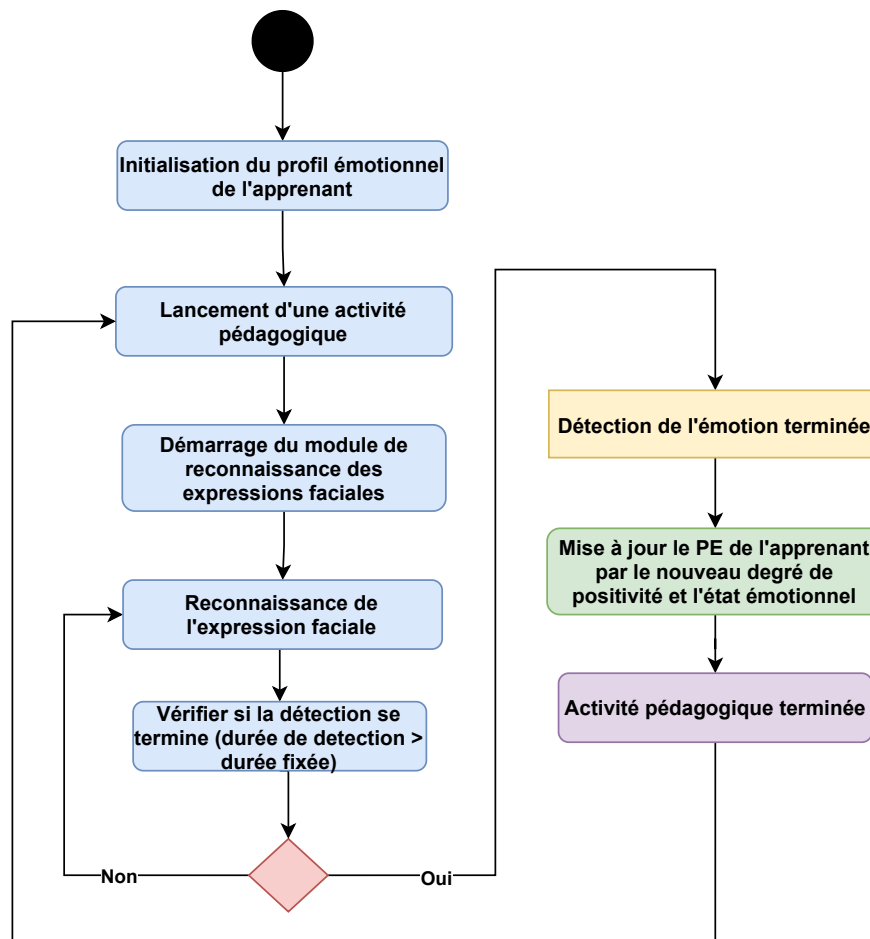 Initialisation du profil émotionnel
de l'apprenant
Lancement d'une activité
pédagogique
Démarrage du module de
reconnaissance des
expressions faciales
Reconnaissance de
l'expression faciale
Vérifier si la détection se
termine (durée de detection >
durée fixée)
Non
Oui
Détection de l'émotion terminée
Mise à jour le PE de l'apprenant
par le nouveau degré de
positivité et l'état émotionnel
Activité pédagogique terminée